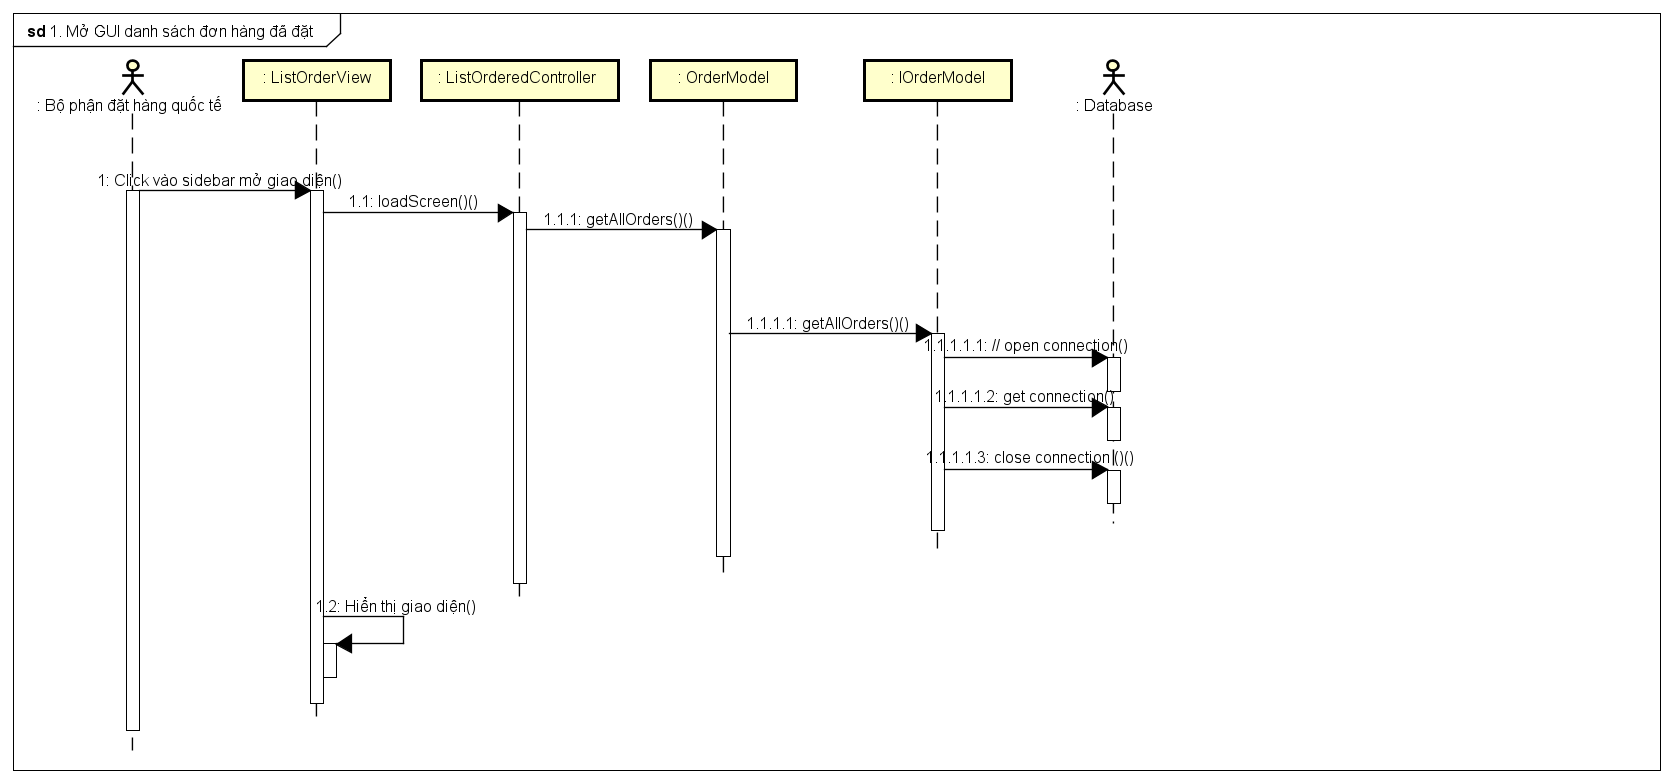 sd 1. Mở GUI danh sách đơn hàng đã đặt
: Bộ phận đặt hàng quốc tế
: ListOrderView
: ListOrderedController
: OrderModel
: IOrderModel
: Database
1: Click vào sidebar mở giao diện()
1.1: loadScreen()()
1.1.1: getAllOrders()()
1.1.1.1: getAllOrders()()
1.1.1.1.1: // open connection()
1.1.1.1.2: get connection()
1.1.1.1.3: close connection ()()
1.2: Hiển thị giao diện()